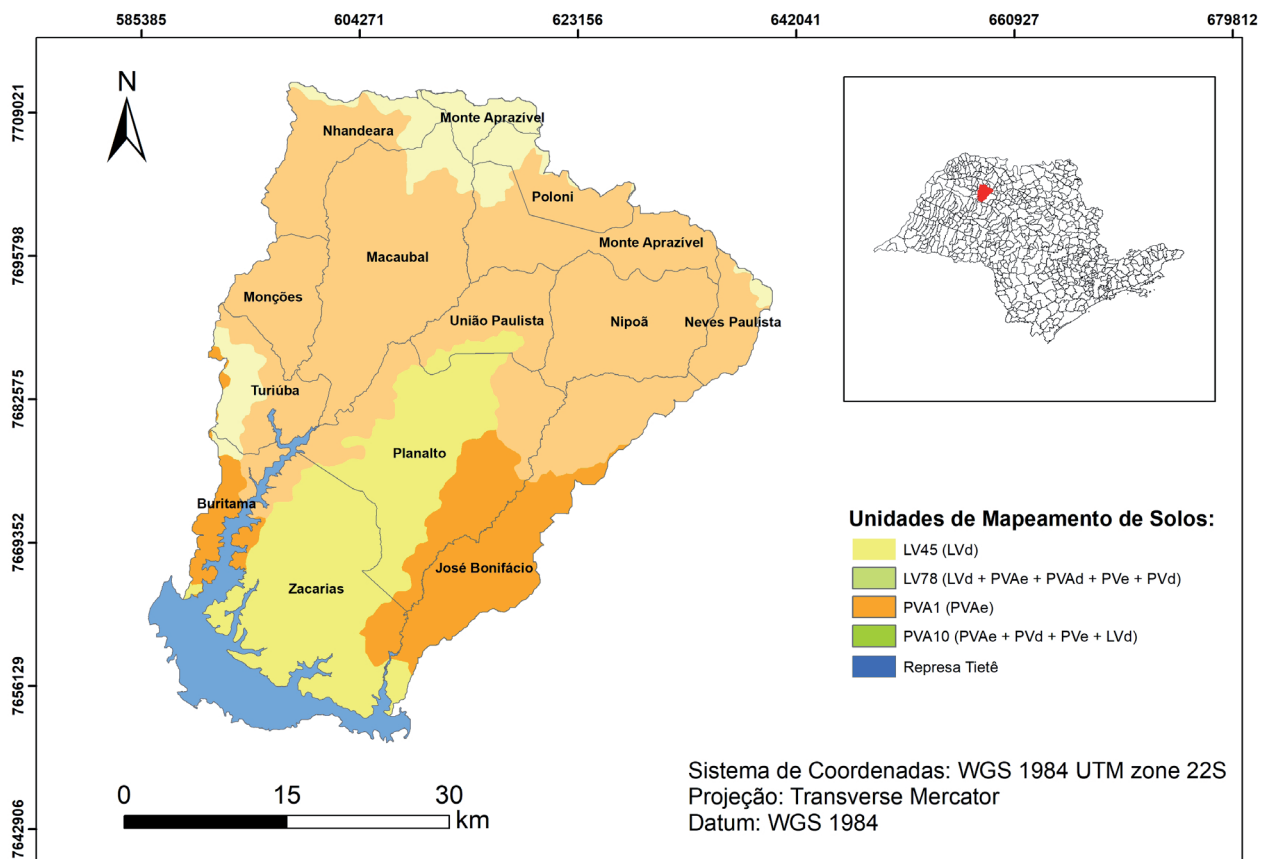 585385 604271 623156 642041 660927 679812
7709021
7695798
7682575
7669352
7656129
7642906
N
Monte Aprazível
Nhandeara
Poloni
Monte Aprazível
Macaubal
Monções
União Paulista
Nipoã
Neves Paulista
Turiúba
Planalto
Buritama
José Bonifácio
Zacarias
Unidades de Mapeamento de Solos:
LV45 (LVd)
LV78 (LVd + PVAe + PVAd + PVe + PVd)
PVA1 (PVAe)
PVA10 (PVAe + PVd + PVe + LVd)
Represa Tietê
0 15 30
km
Sistema de Coordenadas: WGS 1984 UTM zone 22S
Projeção: Transverse Mercator
Datum: WGS 1984